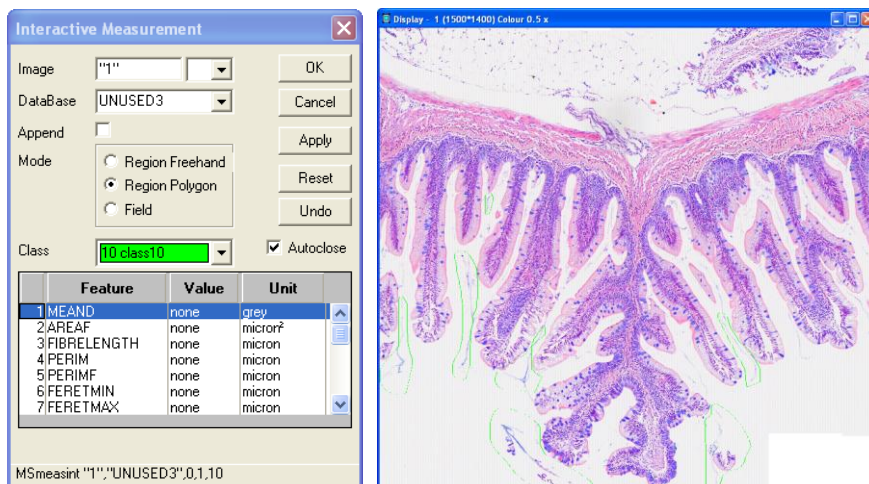 Interactive Measurement
Image "1" OK
DataBase UNUSED3 Cancel
Append Apply
Mode Region Freehand
Region Polygon Reset
Field Undo
Class 10 class10 Autoclose
Feature Value Unit
1 MEAND none grey
2 AREAF none micron²
3 FIBRELENGTH none micron
4 PERIM none micron
5 PERIMF none micron
6 FERETMIN none micron
7 FERETMAX none micron
MSmeasint "1","UNUSED3",0,1,10
Display - 1 (1500*1400) Colour 0.5 x